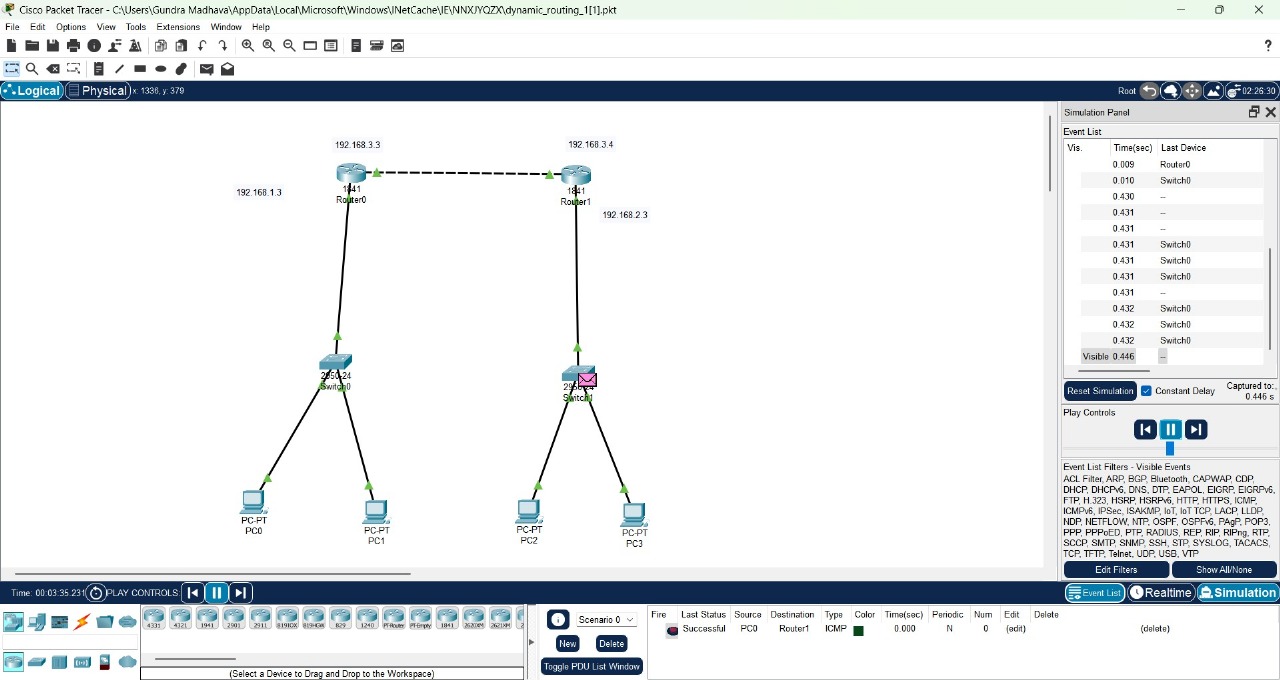 Cisco Packet Tracer - C:\Users\Gundra Madhava\AppData\Local\Microsoft\Windows\INetCache\IE\NNXJYQZX\dynamic_routing_1[1].pkt
File Edit Options View Tools Extensions Window Help
?
Logical Physical x: 1336, y: 379 Root 02:26:30
192.168.3.3
192.168.3.4
192.168.1.3
1841
Router0
1841
Router1
192.168.2.3
2950-24
Switch0
Switch1
PC-PT
PC0
PC-PT
PC1
PC-PT
PC2
PC-PT
PC3
Simulation Panel
Event List
Vis. Time(sec) Last Device
0.009 Router0
0.010 Switch0
0.430 --
0.431 --
0.431 --
0.431 Switch0
0.431 Switch0
0.431 Switch0
0.431 --
0.432 Switch0
0.432 Switch0
0.432 Switch0
Visible 0.446 --
Reset Simulation Constant Delay Captured to:
0.446 s
Play Controls
Event List Filters - Visible Events
ACL Filter, ARP, BGP, Bluetooth, CAPWAP, CDP,
DHCP, DHCPv6, DNS, DTP, EAPOL, EIGRP, EIGRPv6,
FTP, H.323, HSRP, HSRPv6, HTTP, HTTPS, ICMP,
ICMPv6, IPSec, ISAKMP, IoT, IoT TCP, LACP, LLDP,
NDP, NETFLOW, NTP, OSPF, OSPFv6, PAgP, POP3,
PPP, PPPoED, PTP, RADIUS, REP, RIP, RIPng, RTP,
SCCP, SMTP, SNMP, SSH, STP, SYSLOG, TACACS,
TCP, TFTP, Telnet, UDP, USB, VTP
Edit Filters Show All/None
Time: 00:03:35.231 PLAY CONTROLS: Event List Realtime Simulation
4331 4321 1941 2901 2911 819IOX 819HGW 829 1240 PT-Router PT-Empty 1841 2620XM 2621XM
(Select a Device to Drag and Drop to the Workspace)
Scenario 0
New Delete
Toggle PDU List Window
Fire Last Status Source Destination Type Color Time(sec) Periodic Num Edit Delete
Successful PC0 Router1 ICMP 0.000 N 0 (edit) (delete)